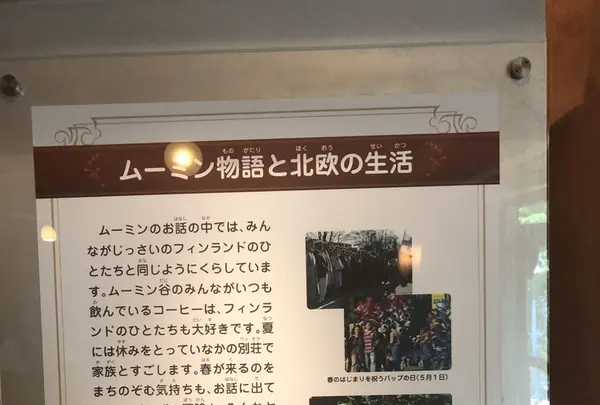 ムーミン物語と北欧の生活
ムーミンのお話の中では、みん
ながじっさいのフィンランドのひ
とたちと同じようにくらしていま
す。ムーミン谷のみんながいつも
飲んでいるコーヒーは、フィンラ
ンドのひとたちも大好きです。夏
には休みをとっていなかの別荘で
家族とすごします。春が来るのを
まちのぞむ気持ちも、お話に出て
春のはじまりを祝うバップの日(5月1日)